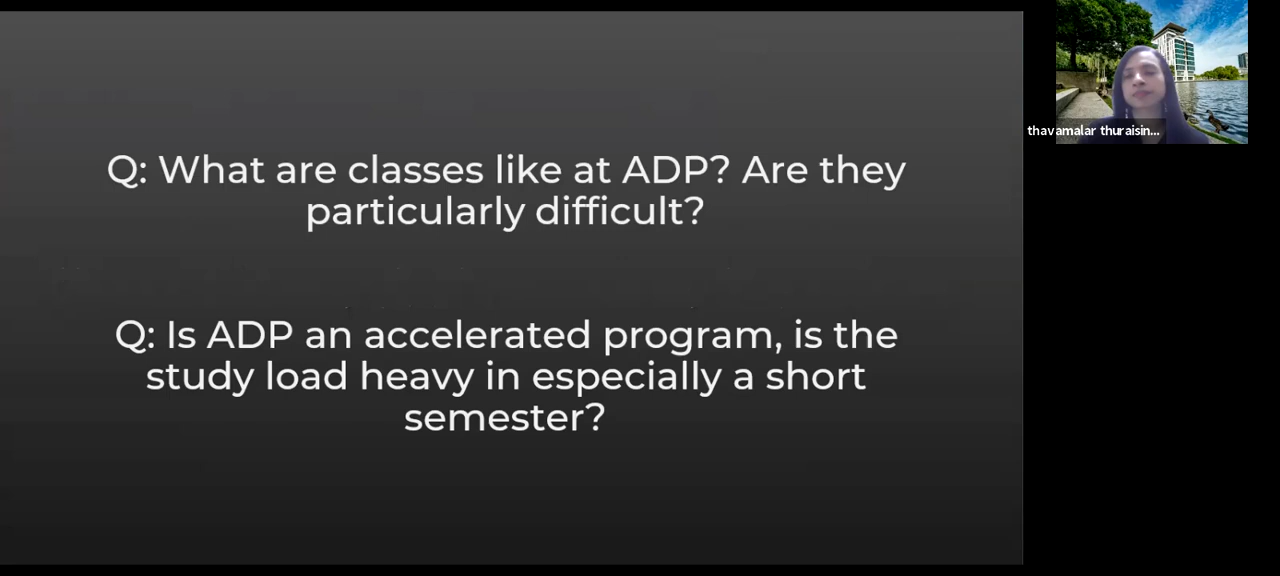 Q: What are classes like at ADP? Are they
particularly difficult?
Q: Is ADP an accelerated program, is the
study load heavy in especially a short
semester?
thavamalar thuraisin...